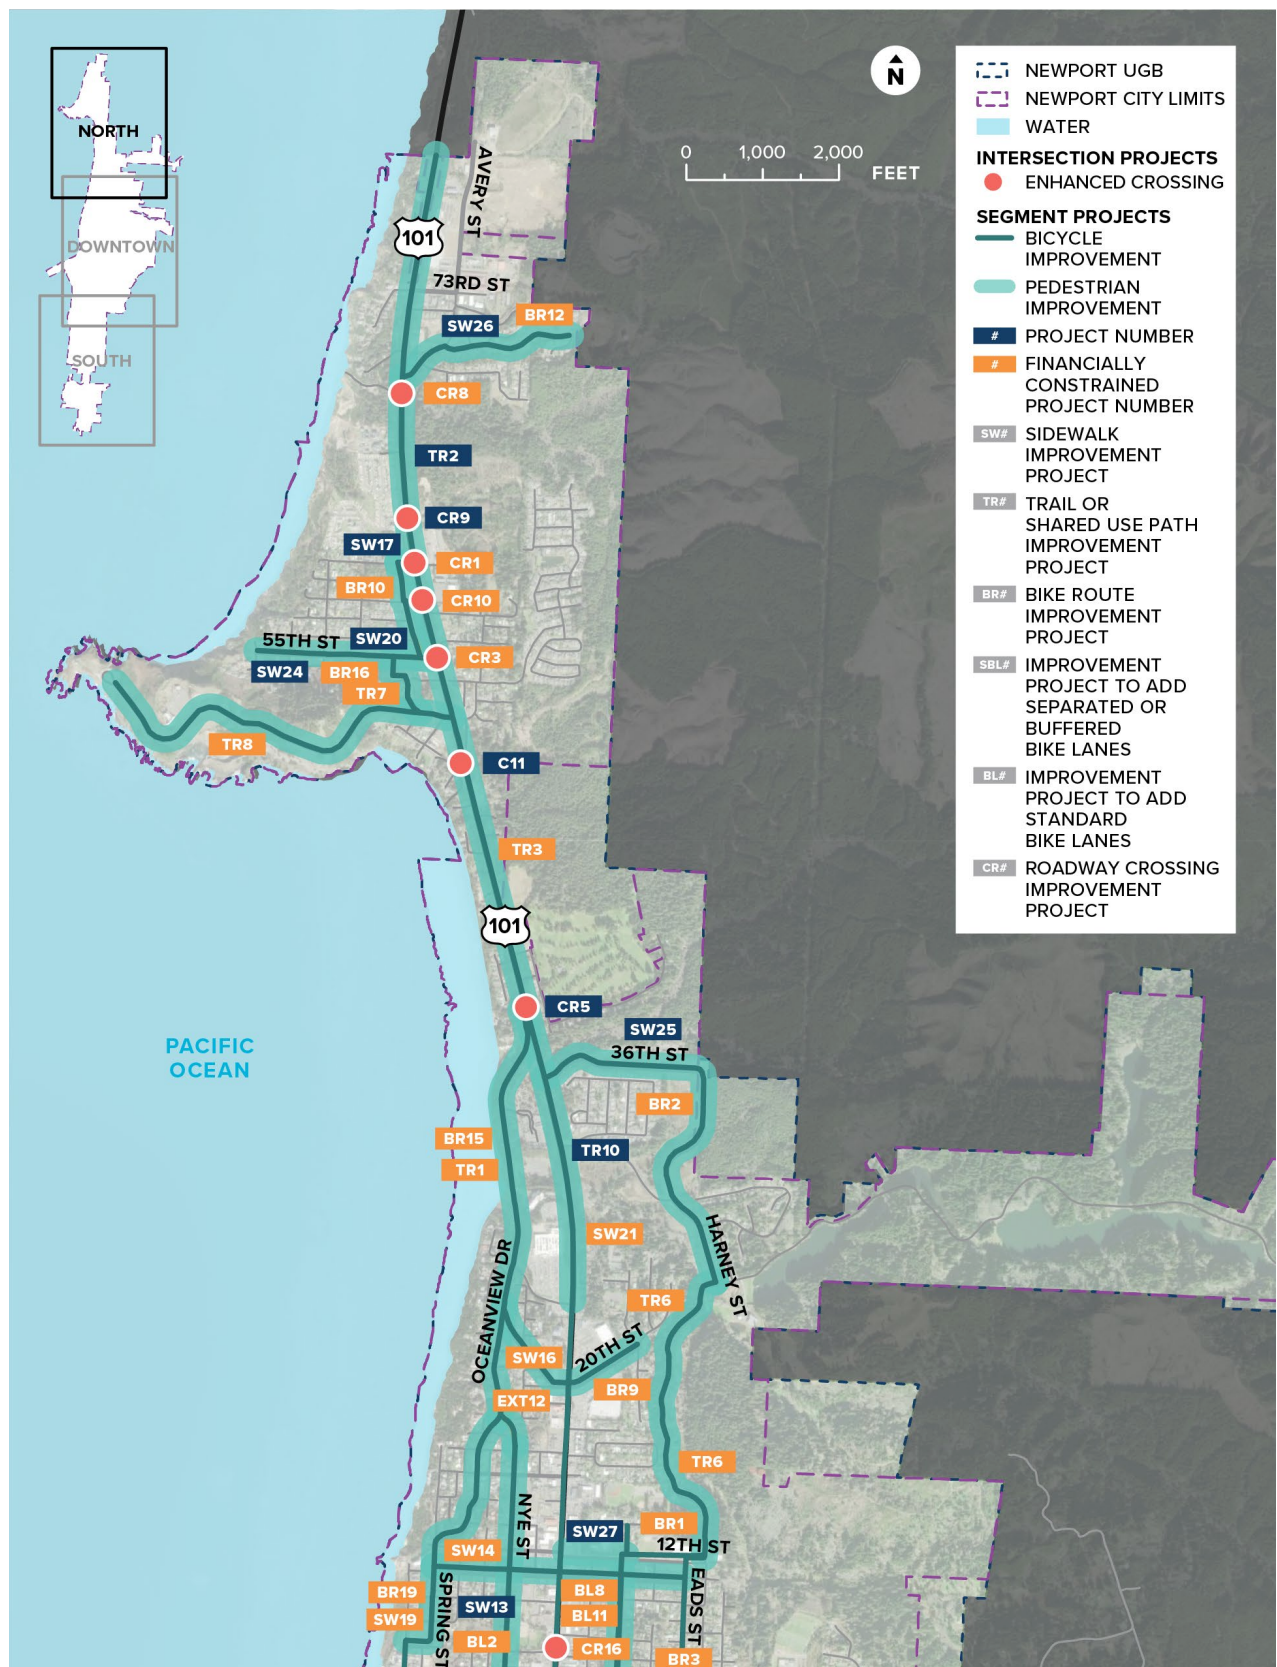 NORTH
DOWNTOWN
SOUTH
N
0 1,000 2,000
FEET
NEWPORT UGB
NEWPORT CITY LIMITS
WATER
INTERSECTION PROJECTS
ENHANCED CROSSING
SEGMENT PROJECTS
BICYCLE
IMPROVEMENT
PEDESTRIAN
IMPROVEMENT
# PROJECT NUMBER
# FINANCIALLY
CONSTRAINED
PROJECT NUMBER
SW# SIDEWALK
IMPROVEMENT
PROJECT
TR# TRAIL OR
SHARED USE PATH
IMPROVEMENT
PROJECT
BR# BIKE ROUTE
IMPROVEMENT
PROJECT
SBL# IMPROVEMENT
PROJECT TO ADD
SEPARATED OR
BUFFERED
BIKE LANES
BL# IMPROVEMENT
PROJECT TO ADD
STANDARD
BIKE LANES
CR# ROADWAY CROSSING
IMPROVEMENT
PROJECT
AVERY ST
101
73RD ST
BR12
SW26
CR8
TR2
CR9
SW17
CR1
BR10
CR10
55TH ST
SW20
CR3
SW24
BR16
TR7
TR8
C11
TR3
101
CR5
SW25
36TH ST
BR2
PACIFIC
OCEAN
BR15
TR10
TR1
HARNEY ST
SW21
OCEANVIEW DR
TR6
20TH ST
SW16
BR9
EXT12
TR6
NYE ST
BR1
SW27
12TH ST
SW14
SPRING ST
EADS ST
BR19
BL8
SW13
BL11
SW19
BL2
CR16
BR3